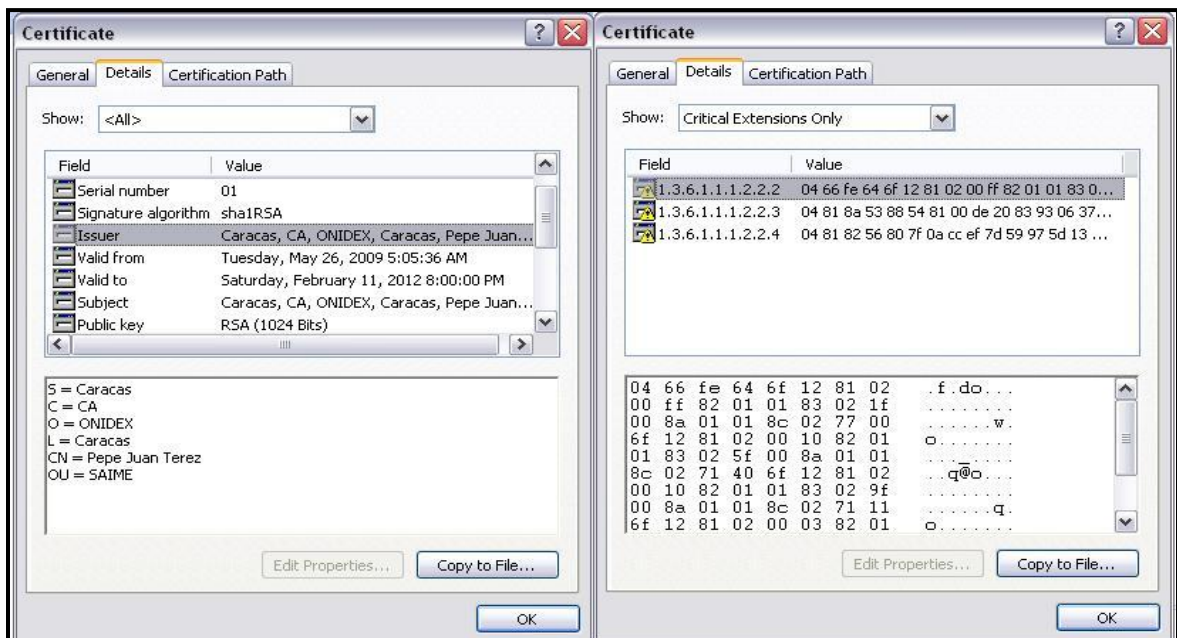 Certificate
General Details Certification Path
Show: <All>
Field Value
Serial number 01
Signature algorithm sha1RSA
Issuer Caracas, CA, ONIDEX, Caracas, Pepe Juan...
Valid from Tuesday, May 26, 2009 5:05:36 AM
Valid to Saturday, February 11, 2012 8:00:00 PM
Subject Caracas, CA, ONIDEX, Caracas, Pepe Juan...
Public key RSA (1024 Bits)
S = Caracas
C = CA
O = ONIDEX
L = Caracas
CN = Pepe Juan Terez
OU = SAIME
Edit Properties... Copy to File...
OK
Certificate
General Details Certification Path
Show: Critical Extensions Only
Field Value
1.3.6.1.1.1.2.2.2 04 66 fe 64 6f 12 81 02 00 ff 82 01 01 83 0...
1.3.6.1.1.1.2.2.3 04 81 8a 53 88 54 81 00 de 20 83 93 06 37...
1.3.6.1.1.1.2.2.4 04 81 82 56 80 7f 0a cc ef 7d 59 97 5d 13 ...
04 66 fe 64 6f 12 81 02 .f.do...
00 ff 82 01 01 83 02 1f ........
00 8a 01 01 8c 02 77 00 ......w.
6f 12 81 02 00 10 82 01 o.......
01 83 02 5f 00 8a 01 01 ..._....
8c 02 71 40 6f 12 81 02 ..q@o...
00 10 82 01 01 83 02 9f ........
00 8a 01 01 8c 02 71 11 ......q.
6f 12 81 02 00 03 82 01 o.......
Edit Properties... Copy to File...
OK